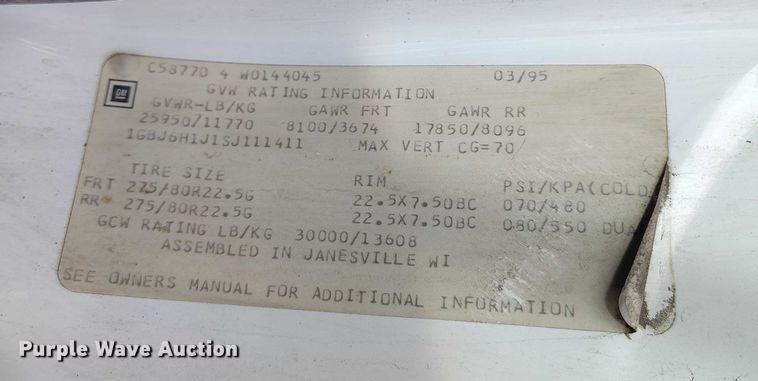 C58770 4 W0144045 03/95
GM
GVW RATING INFORMATION
GVWR-LB/KG GAWR FRT GAWR RR
25950/11770 8100/3674 17850/8096
1GBJ6H1J1SJ111411 MAX VERT CG=70
TIRE SIZE RIM PSI/KPA(COLD
FRT 275/80R22.5G 22.5X7.50BC 070/480
RR 275/80R22.5G 22.5X7.50BC 080/550 DUA
GCW RATING LB/KG 30000/13608
ASSEMBLED IN JANESVILLE WI
SEE OWNERS MANUAL FOR ADDITIONAL INFORMATION
Purple Wave Auction